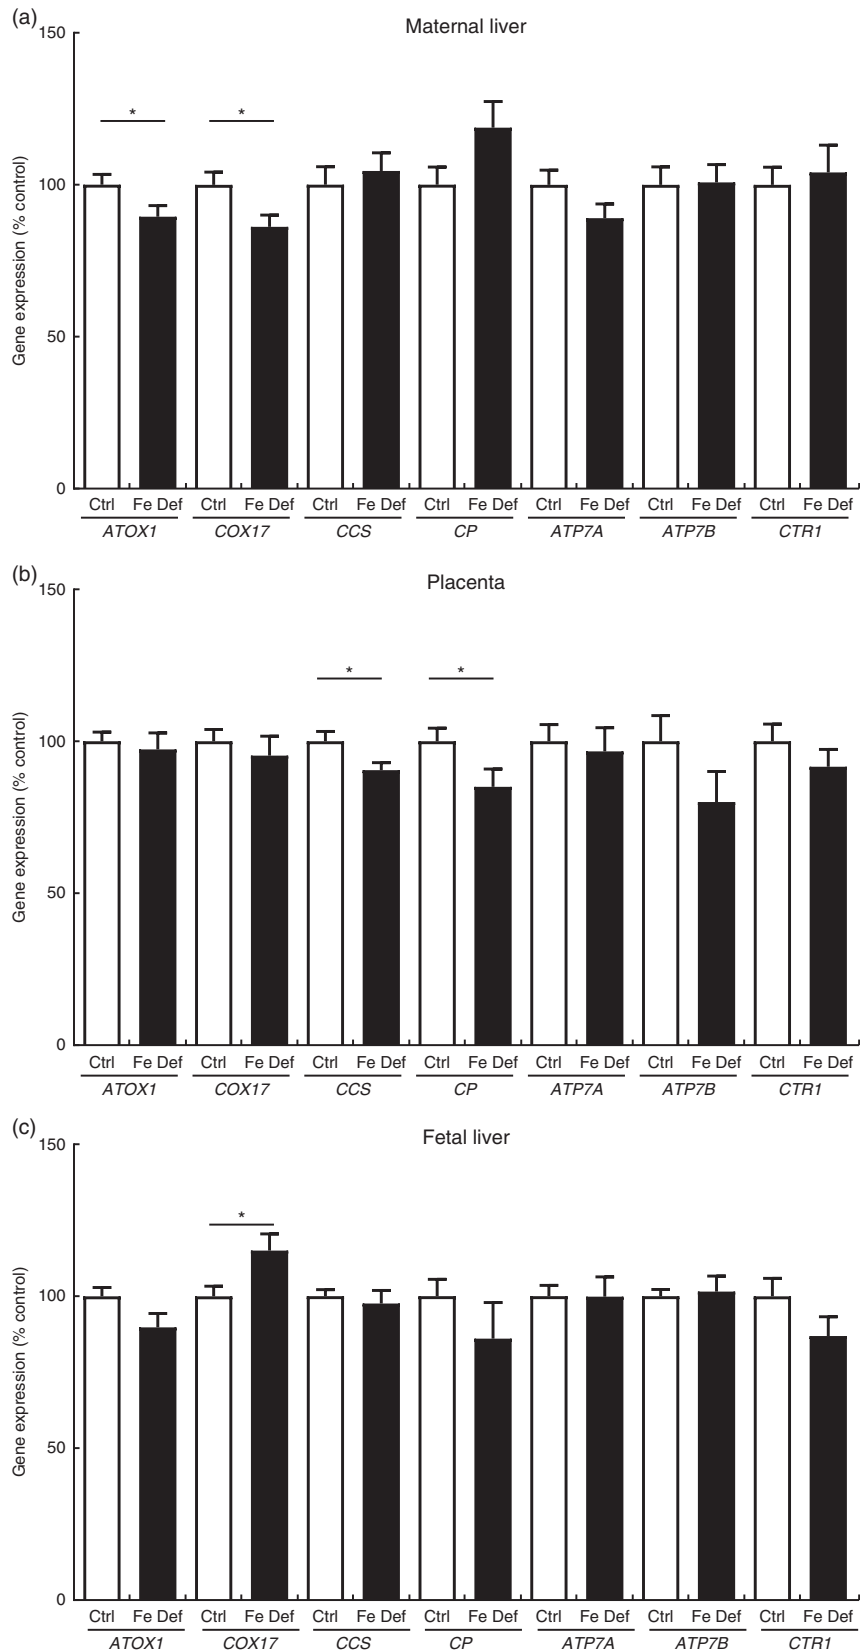 (a)
Maternal liver
150
*
*
100
50
0
Gene expression (% control)
Ctrl Fe Def Ctrl Fe Def Ctrl Fe Def Ctrl Fe Def Ctrl Fe Def Ctrl Fe Def Ctrl Fe Def
ATOX1 COX17 CCS CP ATP7A ATP7B CTR1
(b)
Placenta
150
*
*
100
50
0
Gene expression (% control)
Ctrl Fe Def Ctrl Fe Def Ctrl Fe Def Ctrl Fe Def Ctrl Fe Def Ctrl Fe Def Ctrl Fe Def
ATOX1 COX17 CCS CP ATP7A ATP7B CTR1
(c)
Fetal liver
150
*
100
50
0
Gene expression (% control)
Ctrl Fe Def Ctrl Fe Def Ctrl Fe Def Ctrl Fe Def Ctrl Fe Def Ctrl Fe Def Ctrl Fe Def
ATOX1 COX17 CCS CP ATP7A ATP7B CTR1